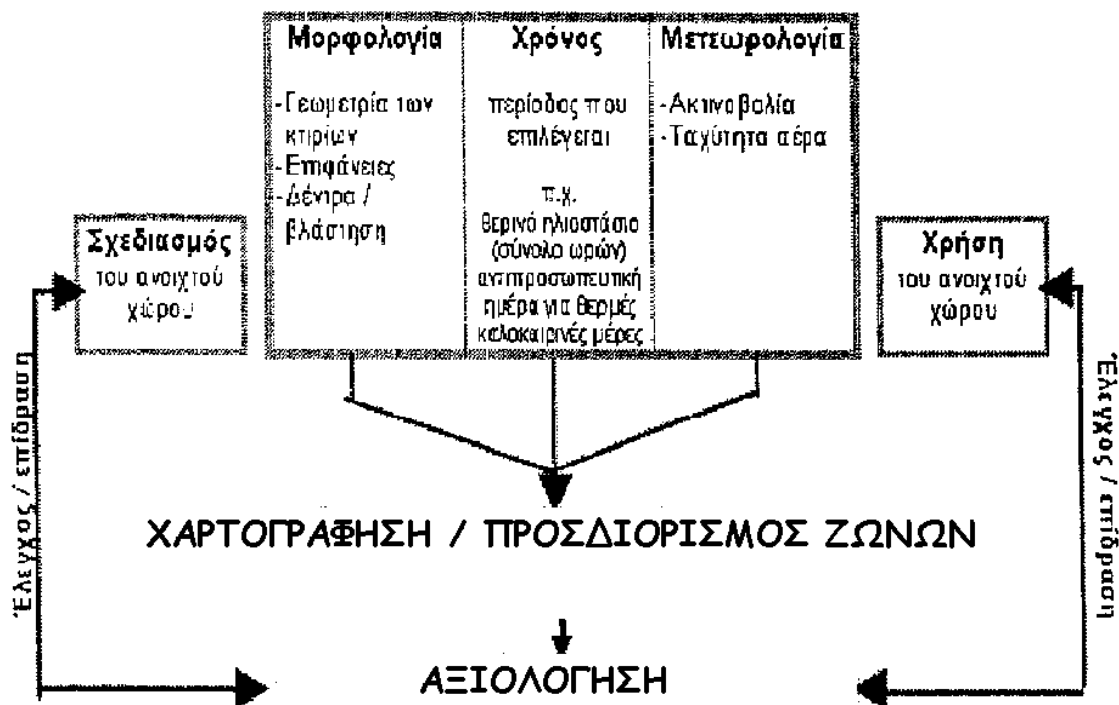 Μορφολογία
-Γεωμετρία των
κτιρίων
-Επιφάνειες
-Δέντρα /
βλάστηση
Χρόνος
περίοδος που
επιλέγεται
π.χ.
θερινό ηλιοστάσιο
(σύνολο ωρών)
αντιπροσωπευτική
ημέρα για θερμές
καλοκαιρινές μέρες
Μετεωρολογία
-Ακτινοβολία
-Ταχύτητα αέρα
Σχεδιασμός
του ανοιχτού
χώρου
Χρήση
του ανοιχτού
χώρου
Έλεγχος / επίδραση
Έλεγχος / επίδραση
ΧΑΡΤΟΓΡΑΦΗΣΗ / ΠΡΟΣΔΙΟΡΙΣΜΟΣ ΖΩΝΩΝ
ΑΞΙΟΛΟΓΗΣΗ